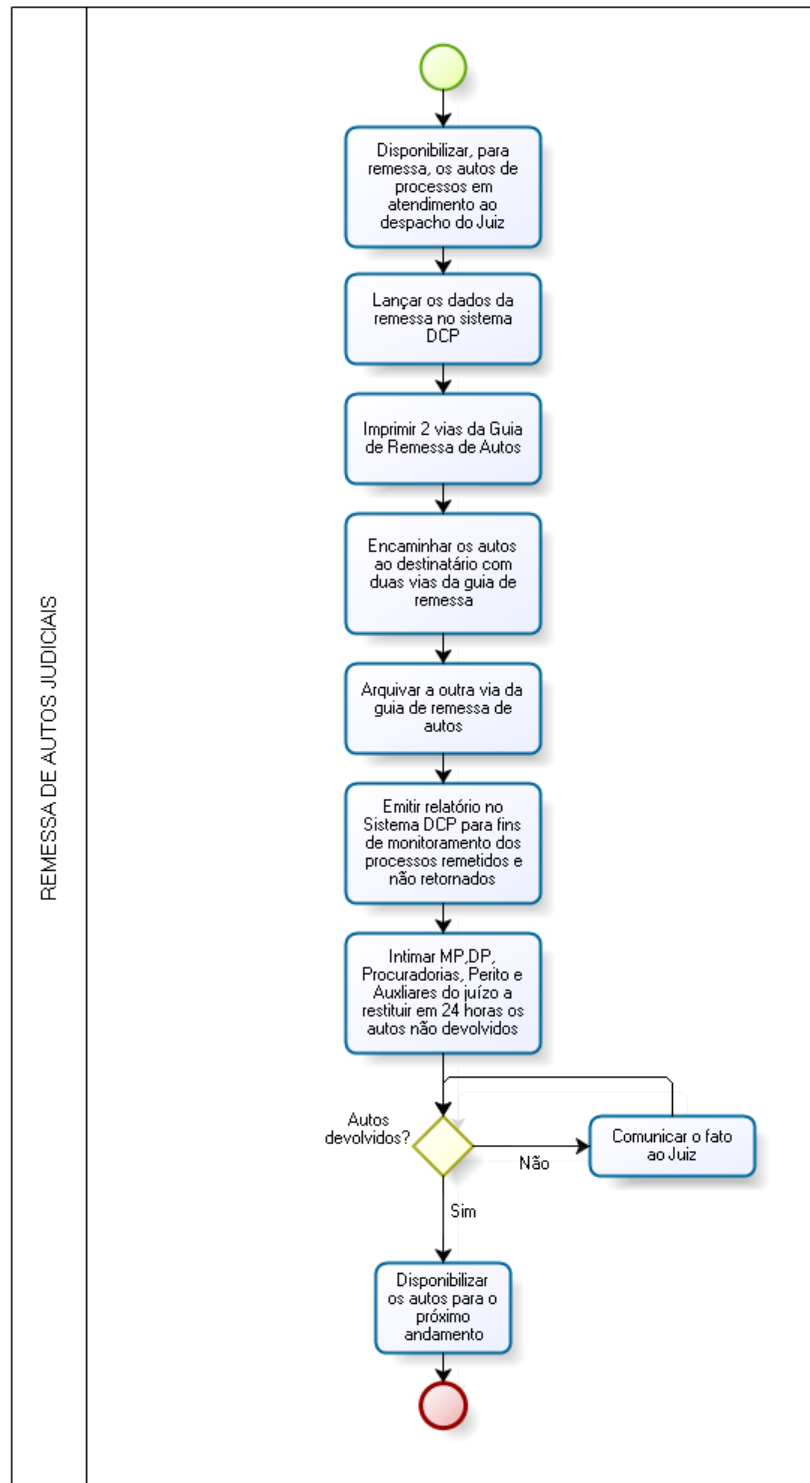 REMESSA DE AUTOS JUDICIAIS
Disponibilizar, para
remessa, os autos de
processos em
atendimento ao
despacho do Juiz
Lançar os dados da
remessa no sistema
DCP
Imprimir 2 vias da Guia
de Remessa de Autos
Encaminhar os autos
ao destinatário com
duas vias da guia de
remessa
Arquivar a outra via da
guia de remessa de
autos
Emitir relatório no
Sistema DCP para fins
de monitoramento dos
processos remetidos e
não retornados
Intimar MP,DP,
Procuradorias, Perito e
Auxliares do juízo a
restituir em 24 horas os
autos não devolvidos
Autos
devolvidos?
Não
Comunicar o fato
ao Juiz
Sim
Disponibilizar
os autos para o
próximo
andamento